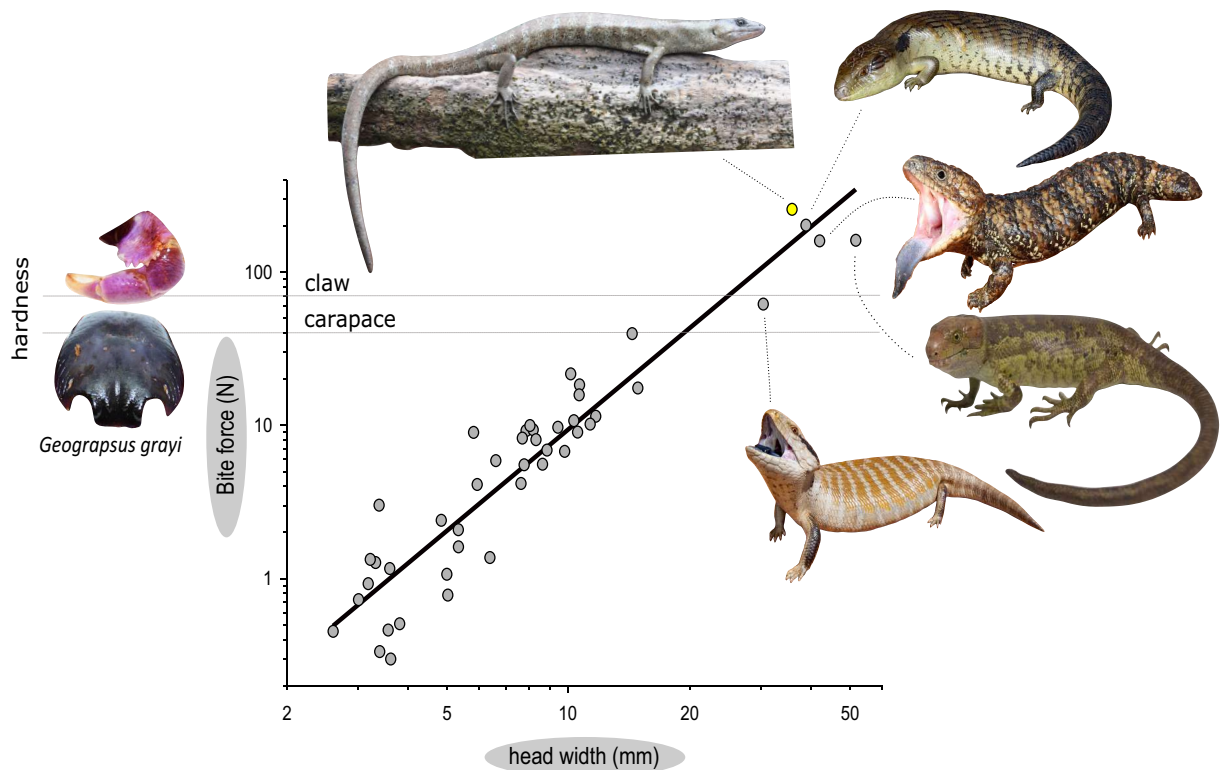 claw
100
carapace
hardness
Bite force (N)
Geograpsus grayi
10
1
2
5
10
20
50
head width (mm)